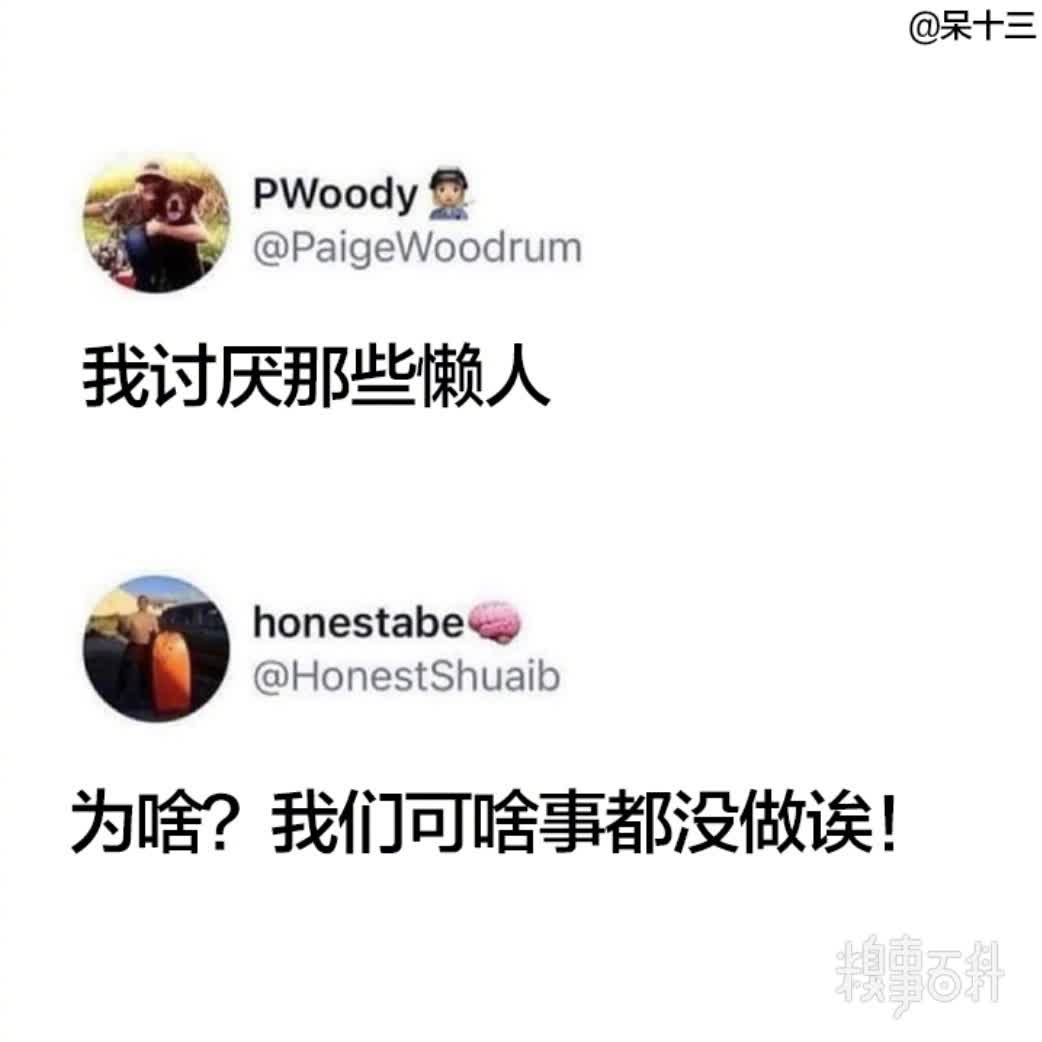 @呆十三
PWoody
@PaigeWoodrum
我讨厌那些懒人
honestabe
@HonestShuaib
为啥？我们可啥事都没做诶！
糗事百科